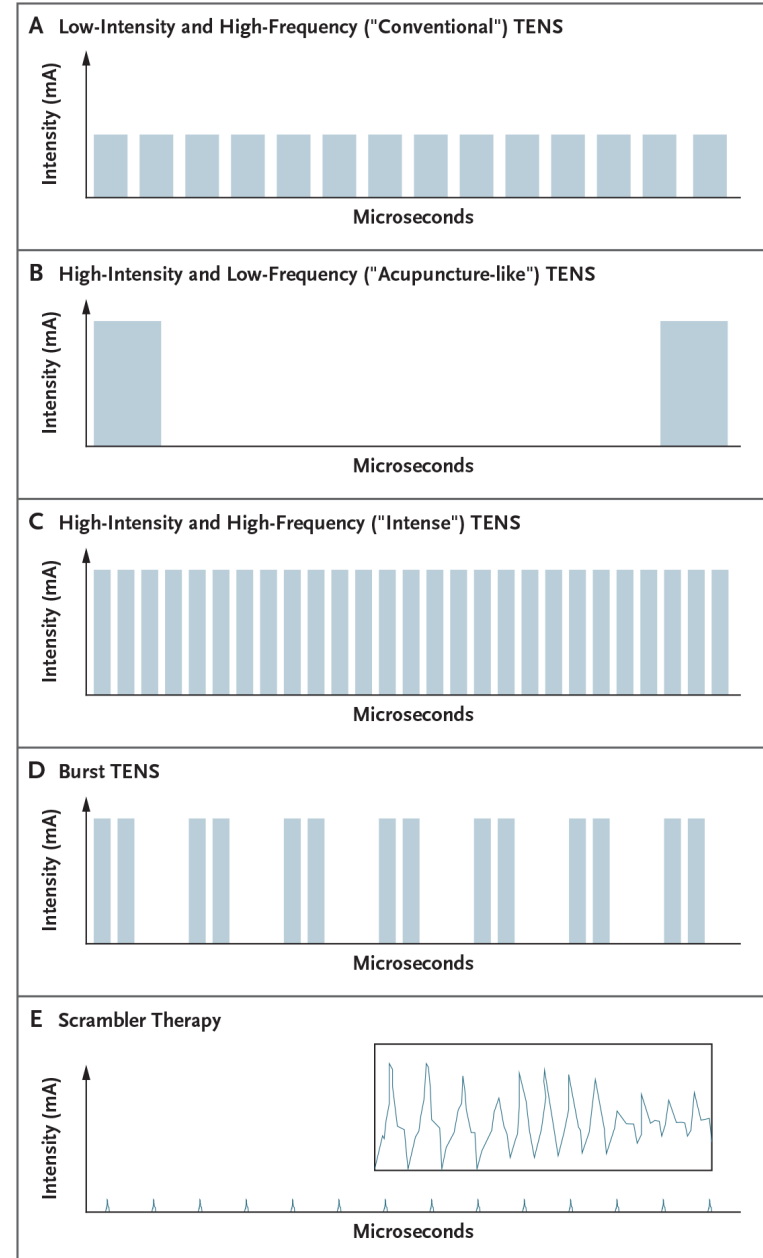 A Low-Intensity and High-Frequency ("Conventional") TENS
Intensity (mA)
Microseconds
B High-Intensity and Low-Frequency ("Acupuncture-like") TENS
Intensity (mA)
Microseconds
C High-Intensity and High-Frequency ("Intense") TENS
Intensity (mA)
Microseconds
D Burst TENS
Intensity (mA)
Microseconds
E Scrambler Therapy
Intensity (mA)
Microseconds